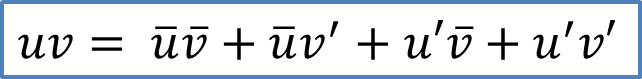 uv = ūv̄ + ūv′ + u′v̄ + u′v′